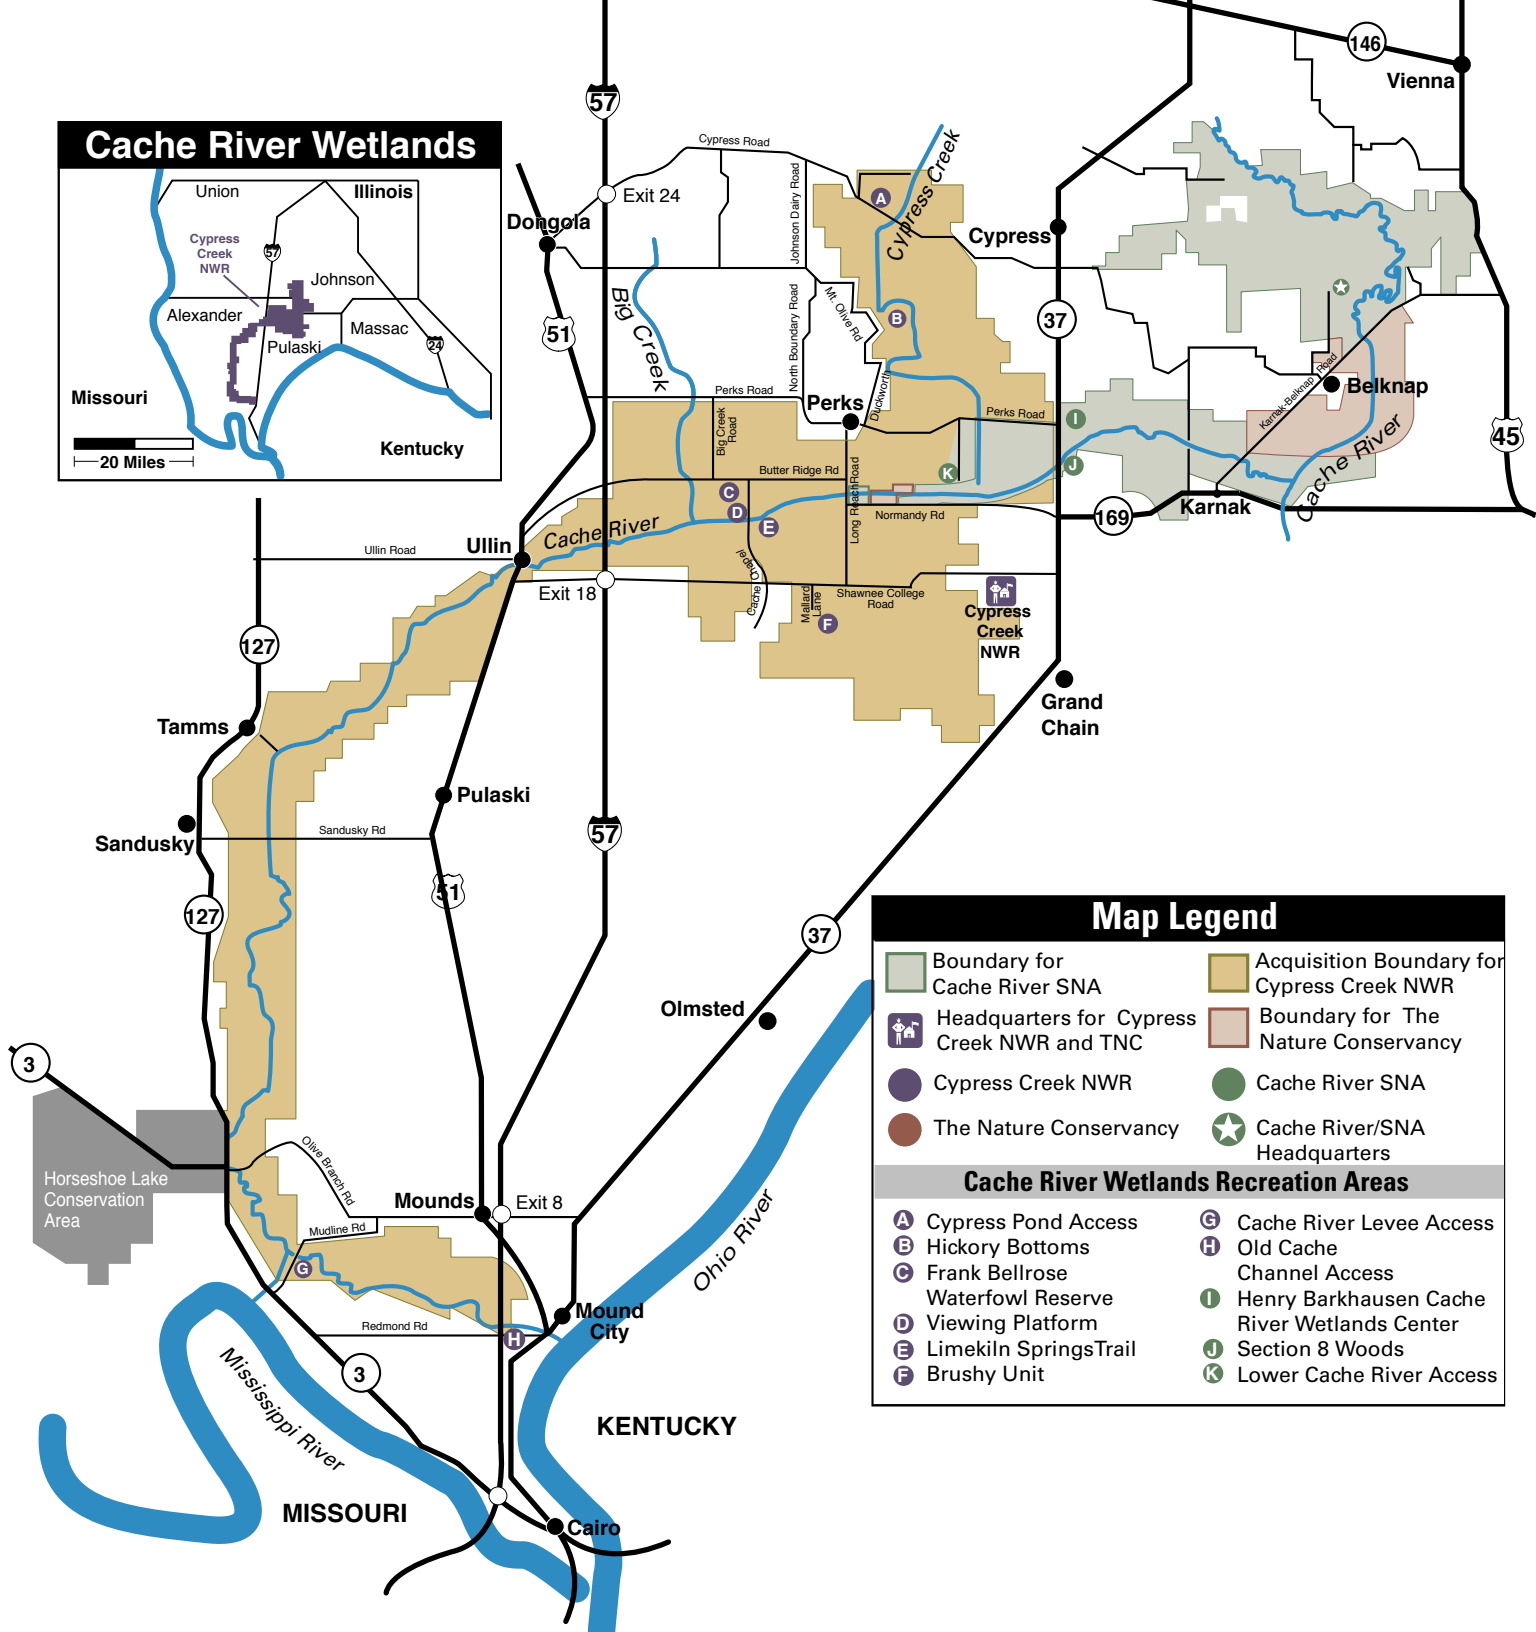 146
Vienna
57
Cache River Wetlands
Union
Illinois
Cypress
Creek
NWR
57
Johnson
Alexander
Massac
Pulaski
24
Missouri
Kentucky
20 Miles
Cypress Road
Exit 24
Dongola
Johnson Dairy Road
A
Cypress Creek
Cypress
Big Creek
51
North Boundary Road
Mt. Olive Rd
B
37
Karnak-Belknap Road
Belknap
Perks Road
Perks
Duckworth
Perks Road
I
45
Big Creek
Road
Butter Ridge Rd
Long Reach Road
K
J
Cache River
C
D
E
Normandy Rd
169
Karnak
Cache River
Ullin
Ullin Road
Exit 18
Cache Chapel
Mallard
Lane
Shawnee College
Road
F
Cypress
Creek
NWR
127
Grand
Chain
Tamms
Pulaski
Sandusky
Sandusky Rd
57
51
127
37
Olmsted
3
Horseshoe Lake
Conservation
Area
Olive Branch Rd
Mounds
Exit 8
Mudline Rd
G
Ohio River
Mound
City
Redmond Rd
H
3
Mississippi River
KENTUCKY
MISSOURI
Cairo
Map Legend
Boundary for
Cache River SNA
Acquisition Boundary for
Cypress Creek NWR
Headquarters for Cypress
Creek NWR and TNC
Boundary for The
Nature Conservancy
Cypress Creek NWR
Cache River SNA
The Nature Conservancy
Cache River/SNA
Headquarters
Cache River Wetlands Recreation Areas
A Cypress Pond Access
B Hickory Bottoms
C Frank Bellrose
Waterfowl Reserve
D Viewing Platform
E Limekiln SpringsTrail
F Brushy Unit
G Cache River Levee Access
H Old Cache
Channel Access
I Henry Barkhausen Cache
River Wetlands Center
J Section 8 Woods
K Lower Cache River Access